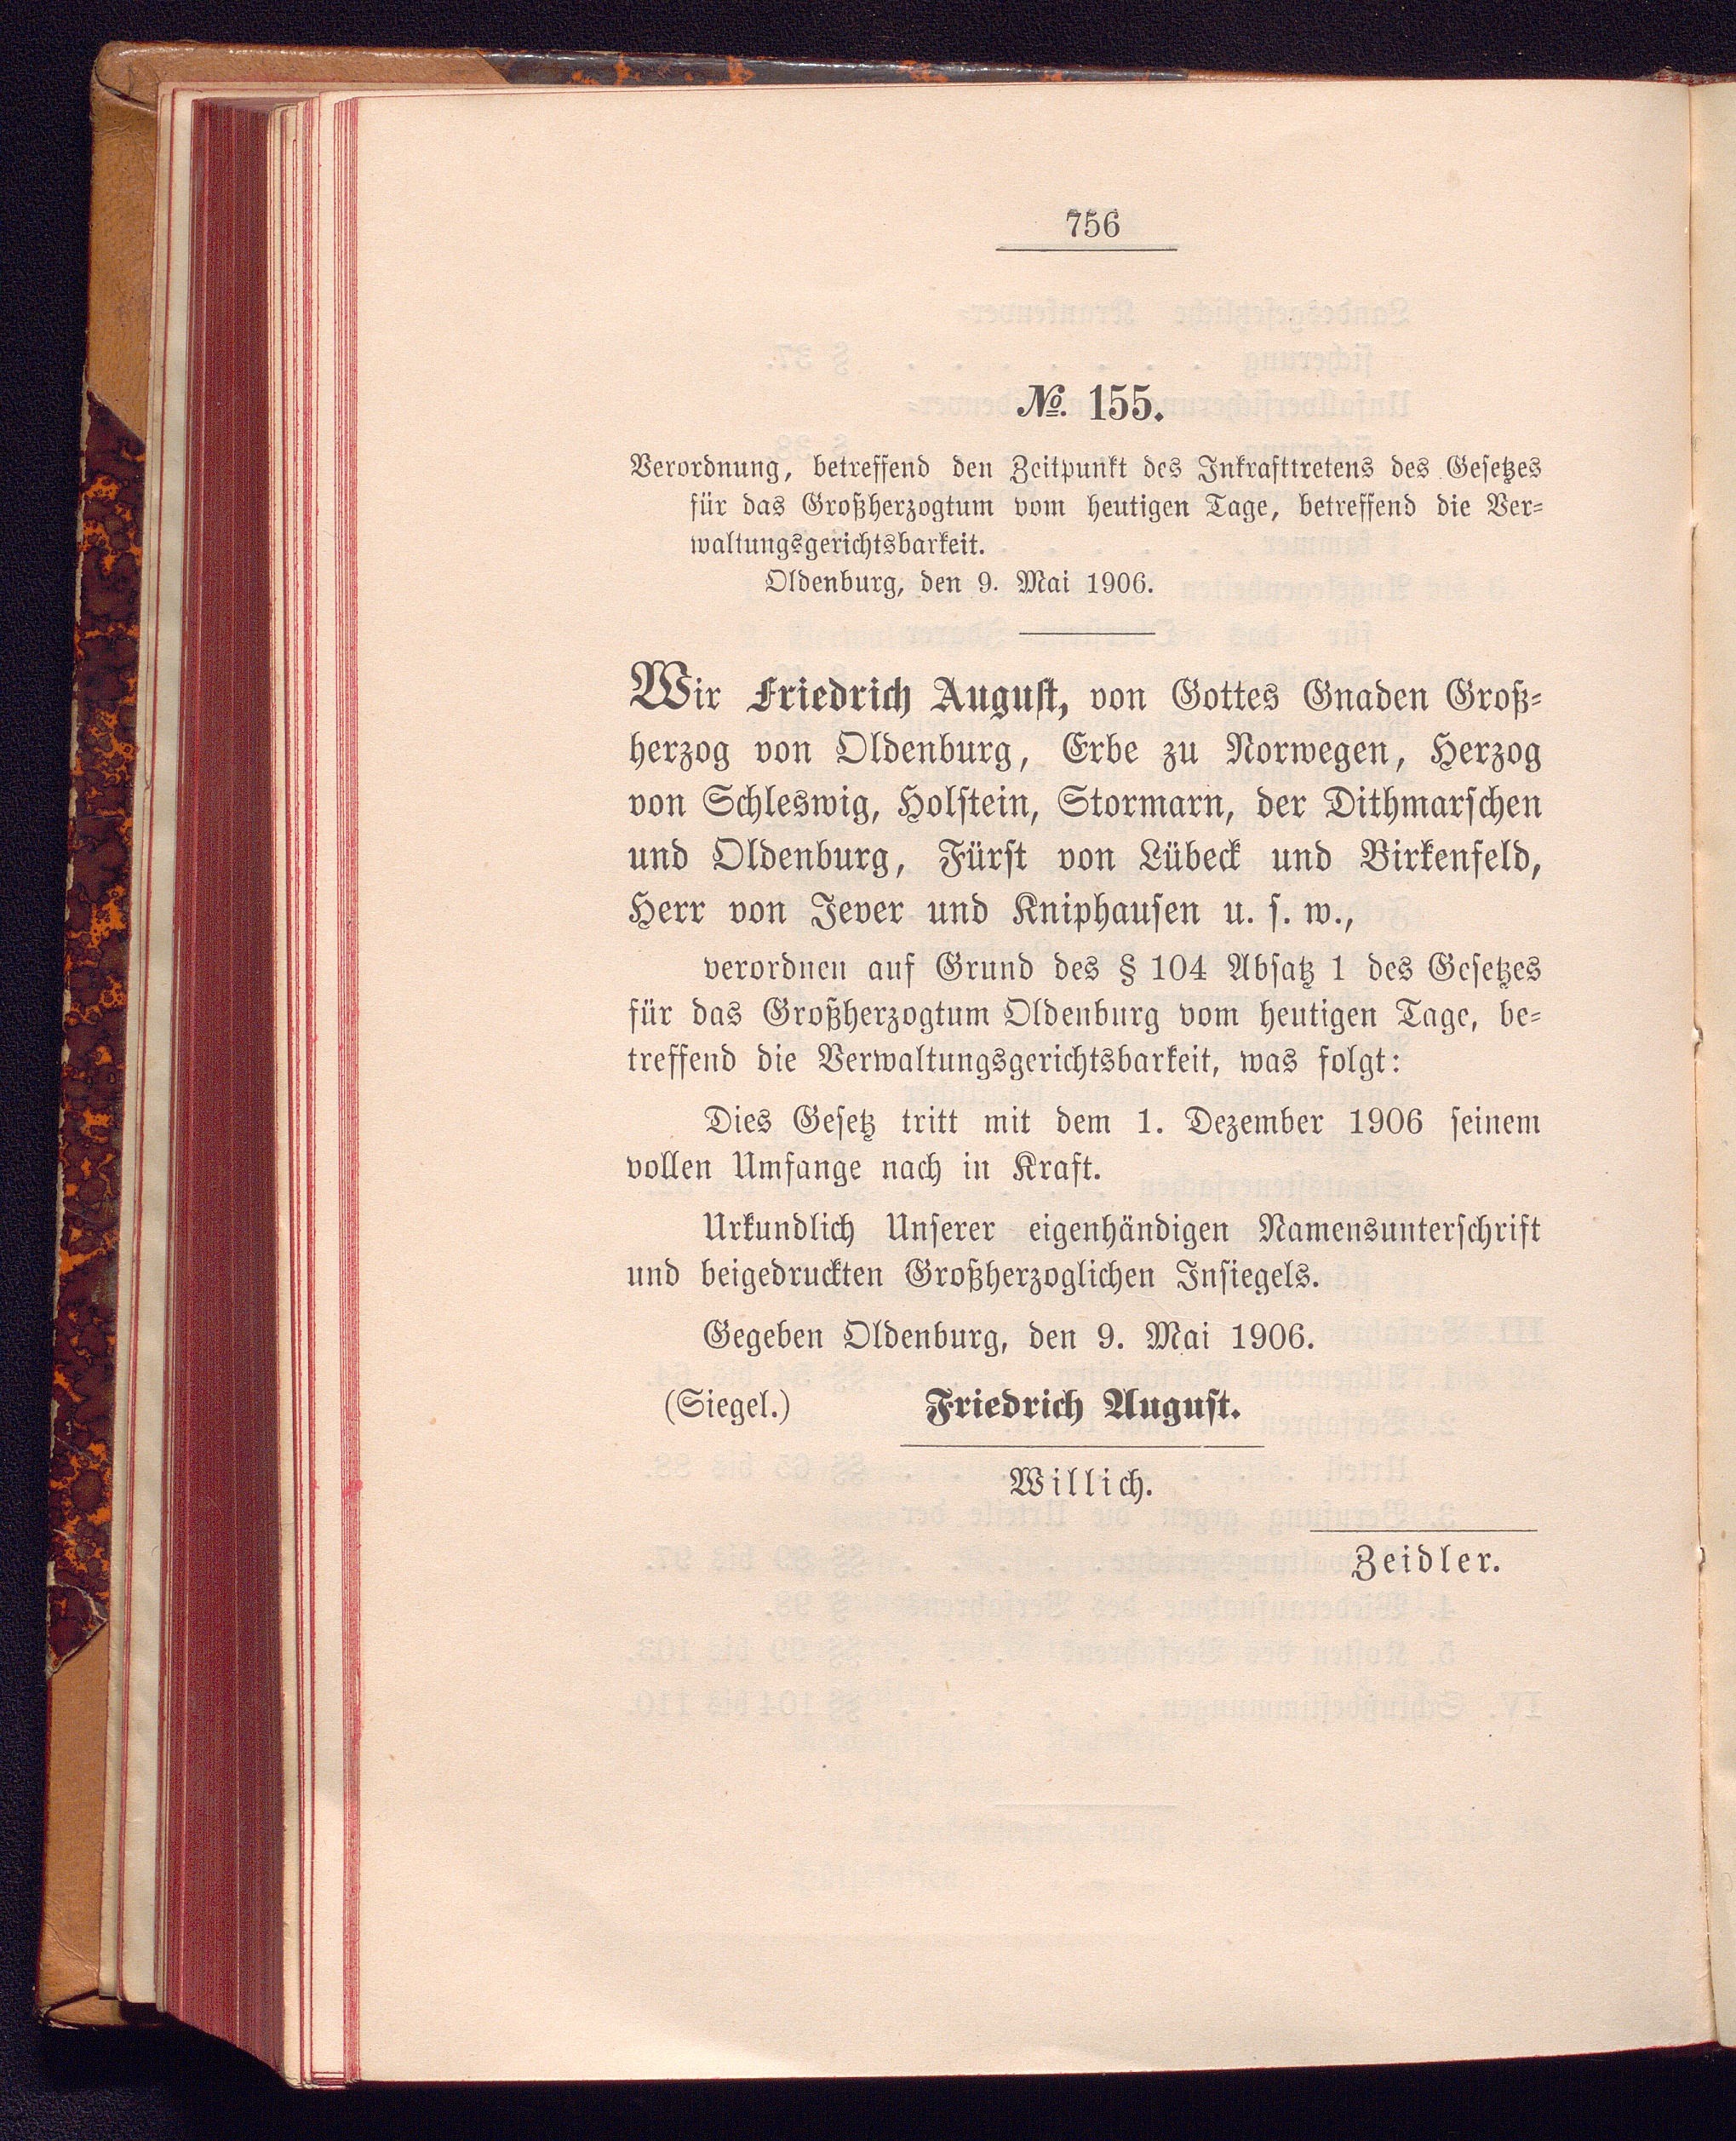 756
No. 155.
Verordnung, betreffend den Zeitpunkt des Inkrafttretens des Gesetzes
für das Großherzogtum vom heutigen Tage, betreffend die Ver-
waltungsgerichtsbarkeit.
Oldenburg, den 9. Mai 1906.
Wir Friedrich August, von Gottes Gnaden Groß-
herzog von Oldenburg, Erbe zu Norwegen, Herzog
von Schleswig, Holstein, Stormarn, der Dithmarschen
und Oldenburg, Fürst von Lübeck und Birkenfeld,
Herr von Jever und Kniphausen u. s. w.,
verordnen auf Grund des § 104 Absatz 1 des Gesetzes
für das Großherzogtum Oldenburg vom heutigen Tage, be-
treffend die Verwaltungsgerichtsbarkeit, was folgt:
Dies Gesetz tritt mit dem 1. Dezember 1906 seinem
vollen Umfange nach in Kraft.
Urkundlich Unserer eigenhändigen Namensunterschrift
und beigedruckten Großherzoglichen Insiegels.
Gegeben Oldenburg, den 9. Mai 1906.
(Siegel.) Friedrich August.
Willich.
Zeidler.